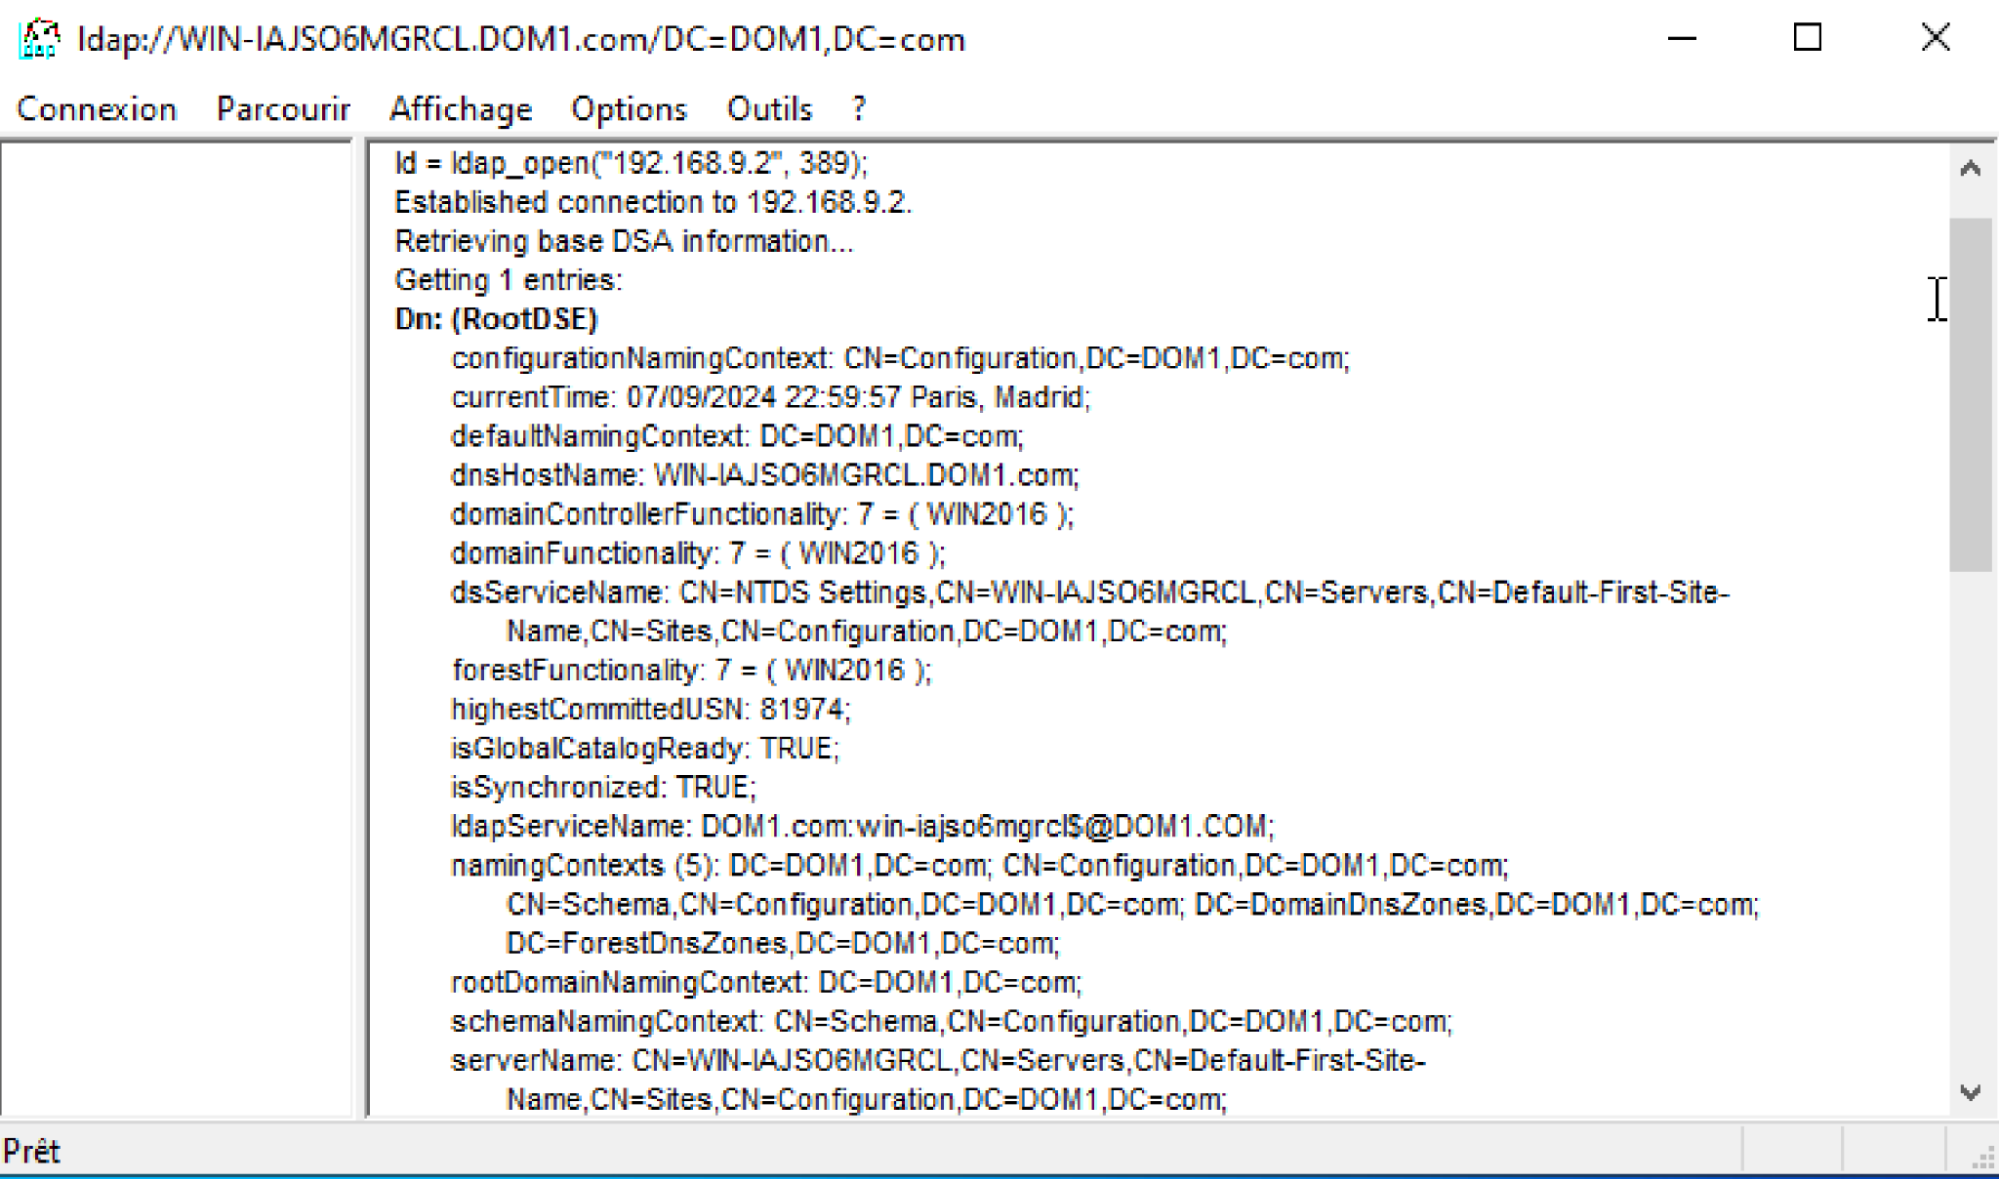 ldap://WIN-IAJSO6MGRCL.DOM1.com/DC=DOM1,DC=com
Connexion Parcourir Affichage Options Outils ?
ld = ldap_open("192.168.9.2", 389);
Established connection to 192.168.9.2.
Retrieving base DSA information...
Getting 1 entries:
Dn: (RootDSE)
configurationNamingContext: CN=Configuration,DC=DOM1,DC=com;
currentTime: 07/09/2024 22:59:57 Paris, Madrid;
defaultNamingContext: DC=DOM1,DC=com;
dnsHostName: WIN-IAJSO6MGRCL.DOM1.com;
domainControllerFunctionality: 7 = ( WIN2016 );
domainFunctionality: 7 = ( WIN2016 );
dsServiceName: CN=NTDS Settings,CN=WIN-IAJSO6MGRCL,CN=Servers,CN=Default-First-Site-
Name,CN=Sites,CN=Configuration,DC=DOM1,DC=com;
forestFunctionality: 7 = ( WIN2016 );
highestCommittedUSN: 81974;
isGlobalCatalogReady: TRUE;
isSynchronized: TRUE;
ldapServiceName: DOM1.com:win-iajso6mgrcl$@DOM1.COM;
namingContexts (5): DC=DOM1,DC=com; CN=Configuration,DC=DOM1,DC=com;
CN=Schema,CN=Configuration,DC=DOM1,DC=com; DC=DomainDnsZones,DC=DOM1,DC=com;
DC=ForestDnsZones,DC=DOM1,DC=com;
rootDomainNamingContext: DC=DOM1,DC=com;
schemaNamingContext: CN=Schema,CN=Configuration,DC=DOM1,DC=com;
serverName: CN=WIN-IAJSO6MGRCL,CN=Servers,CN=Default-First-Site-
Name,CN=Sites,CN=Configuration,DC=DOM1,DC=com;
Prêt